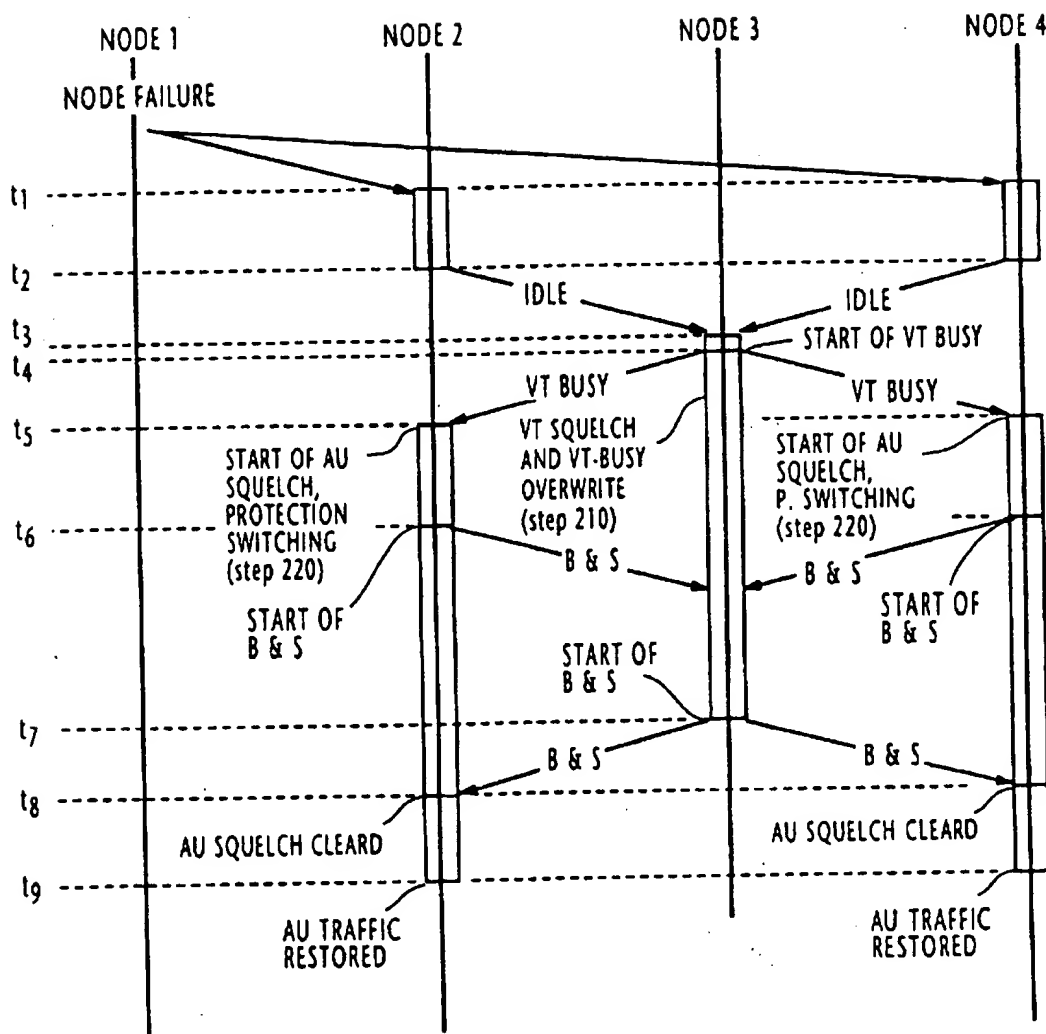 NODE 1
NODE 2
NODE 3
NODE 4
NODE FAILURE
t1
t2
IDLE
IDLE
t3
START OF VT BUSY
t4
VT BUSY
VT BUSY
t5
START OF AU
SQUELCH,
PROTECTION
SWITCHING
(step 220)
VT SQUELCH
AND VT-BUSY
OVERWRITE
(step 210)
START OF AU
SQUELCH,
P. SWITCHING
(step 220)
t6
B & S
B & S
START OF
B & S
START OF
B & S
START OF
B & S
t7
B & S
B & S
t8
AU SQUELCH CLEARD
AU SQUELCH CLEARD
t9
AU TRAFFIC
RESTORED
AU TRAFFIC
RESTORED